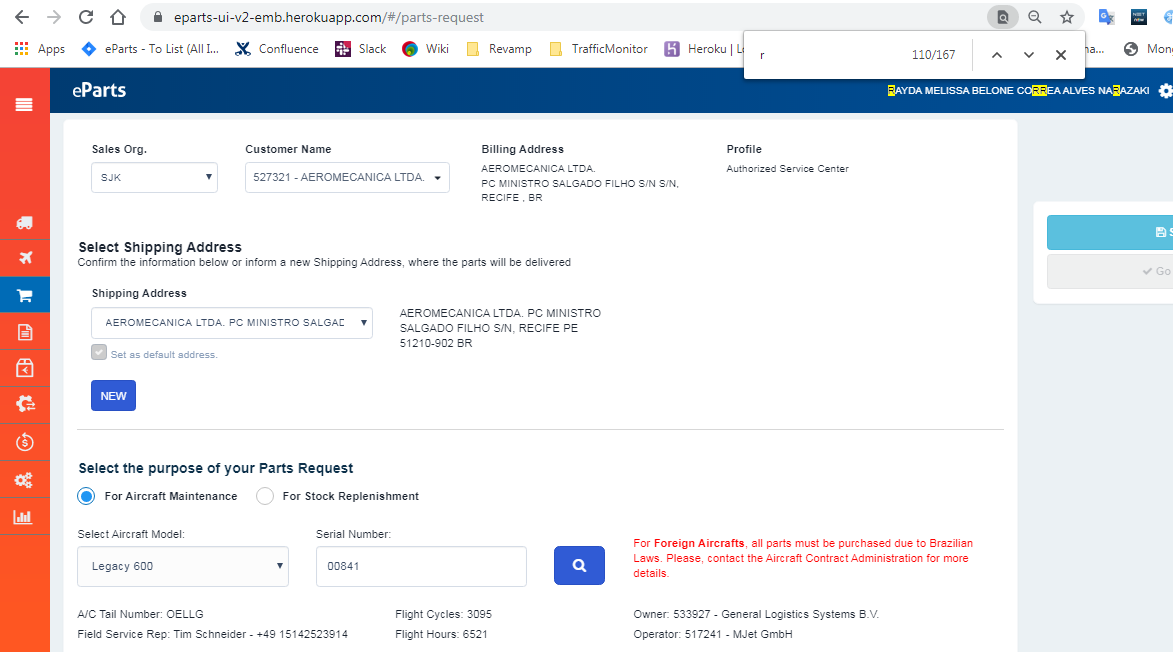 eparts-ui-v2-emb.herokuapp.com/#/parts-request
Apps
eParts - To List (All I...
Confluence
Slack
Wiki
Revamp
TrafficMonitor
Heroku | Lo
r
110/167
eParts
RAYDA MELISSA BELONE CORREA ALVES NARAZAKI
Sales Org.
Customer Name
Billing Address
Profile
SJK
527321 - AEROMECANICA LTDA.
AEROMECANICA LTDA.
PC MINISTRO SALGADO FILHO S/N S/N,
RECIFE , BR
Authorized Service Center
Select Shipping Address
Confirm the information below or inform a new Shipping Address, where the parts will be delivered
Shipping Address
AEROMECANICA LTDA. PC MINISTRO SALGAD
AEROMECANICA LTDA. PC MINISTRO
SALGADO FILHO S/N, RECIFE PE
51210-902 BR
Set as default address.
NEW
Go
Select the purpose of your Parts Request
For Aircraft Maintenance
For Stock Replenishment
Select Aircraft Model:
Serial Number:
Legacy 600
00841
For Foreign Aircrafts, all parts must be purchased due to Brazilian
Laws. Please, contact the Aircraft Contract Administration for more
details.
A/C Tail Number: OELLG
Flight Cycles: 3095
Owner: 533927 - General Logistics Systems B.V.
Field Service Rep: Tim Schneider - +49 15142523914
Flight Hours: 6521
Operator: 517241 - MJet GmbH